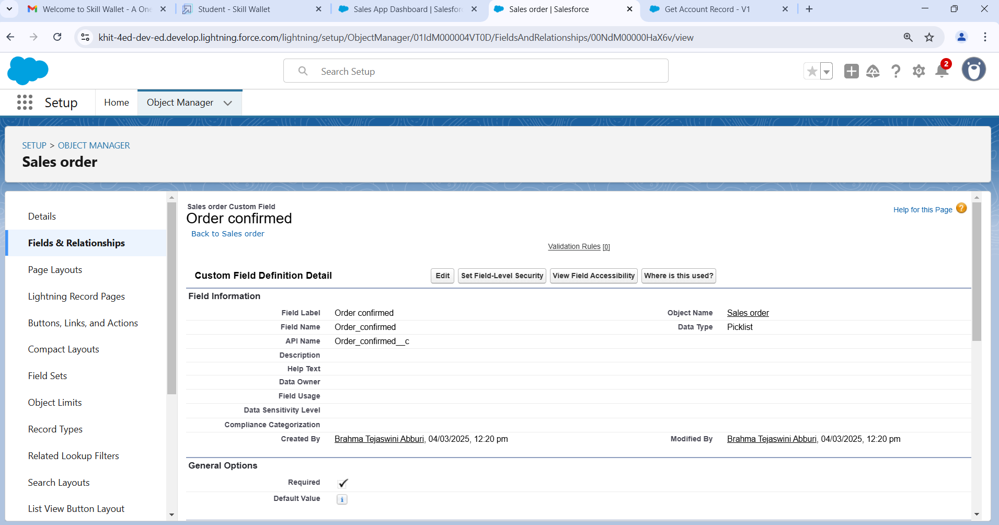 Welcome to Skill Wallet - A One
Student - Skill Wallet
Sales App Dashboard | Salesfor
Sales order | Salesforce
Get Account Record - V1
khit-4ed-dev-ed.develop.lightning.force.com/lightning/setup/ObjectManager/01IdM000004VT0D/FieldsAndRelationships/00NdM00000HaX6v/view
Search Setup
2
Setup
Home
Object Manager
SETUP > OBJECT MANAGER
Sales order
Details
Fields & Relationships
Page Layouts
Lightning Record Pages
Buttons, Links, and Actions
Compact Layouts
Field Sets
Object Limits
Record Types
Related Lookup Filters
Search Layouts
List View Button Layout
Sales order Custom Field
Order confirmed
Back to Sales order
Help for this Page
Validation Rules [0]
Custom Field Definition Detail
Edit
Set Field-Level Security
View Field Accessibility
Where is this used?
Field Information
Field Label Order confirmed Object Name Sales order
Field Name Order_confirmed Data Type Picklist
API Name Order_confirmed__c
Description
Help Text
Data Owner
Field Usage
Data Sensitivity Level
Compliance Categorization
Created By Brahma Tejaswini Abburi, 04/03/2025, 12:20 pm Modified By Brahma Tejaswini Abburi, 04/03/2025, 12:20 pm
General Options
Required
Default Value